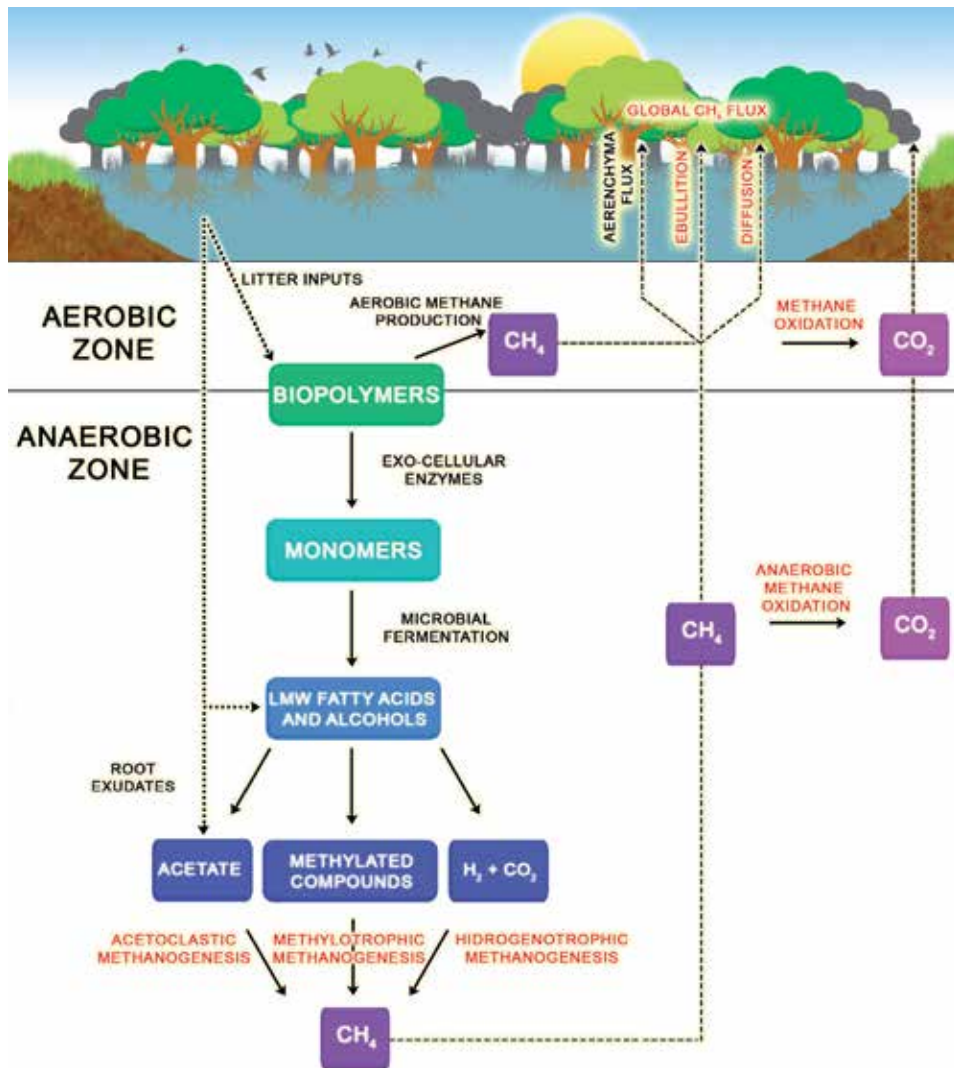 GLOBAL CH₄ FLUX
AERENCHYMA
FLUX
EBULLITION
DIFFUSION
LITTER INPUTS
AEROBIC
ZONE
AEROBIC METHANE
PRODUCTION
CH₄
METHANE
OXIDATION
CO₂
BIOPOLYMERS
ANAEROBIC
ZONE
EXO-CELLULAR
ENZYMES
MONOMERS
ANAEROBIC
METHANE
OXIDATION
CH₄
CO₂
MICROBIAL
FERMENTATION
LMW FATTY ACIDS
AND ALCOHOLS
ROOT
EXUDATES
ACETATE
METHYLATED
COMPOUNDS
H₂ + CO₂
ACETOCLASTIC
METHANOGENESIS
METHYLOTROPHIC
METHANOGENESIS
HIDROGENOTROPHIC
METHANOGENESIS
CH₄